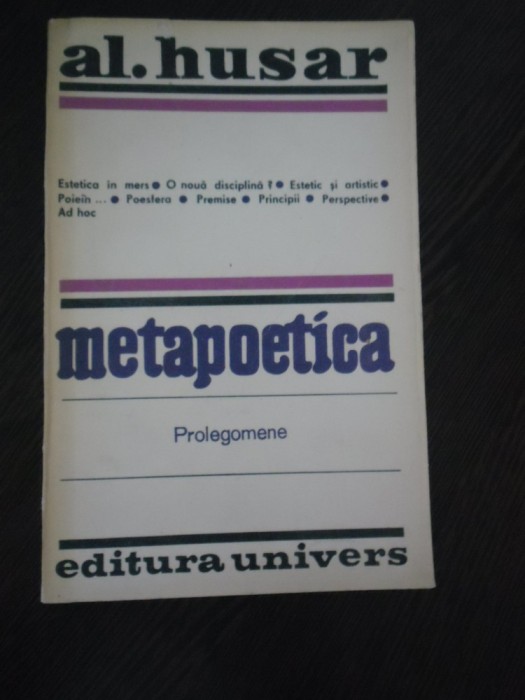 al. husar
Estetica în mers ● O nouă disciplină ? ● Estetic și artistic ●
Poieîn ... ● Poesfera ● Premise ● Principii ● Perspective ●
Ad hoc
metapoetica
Prolegomene
editura univers